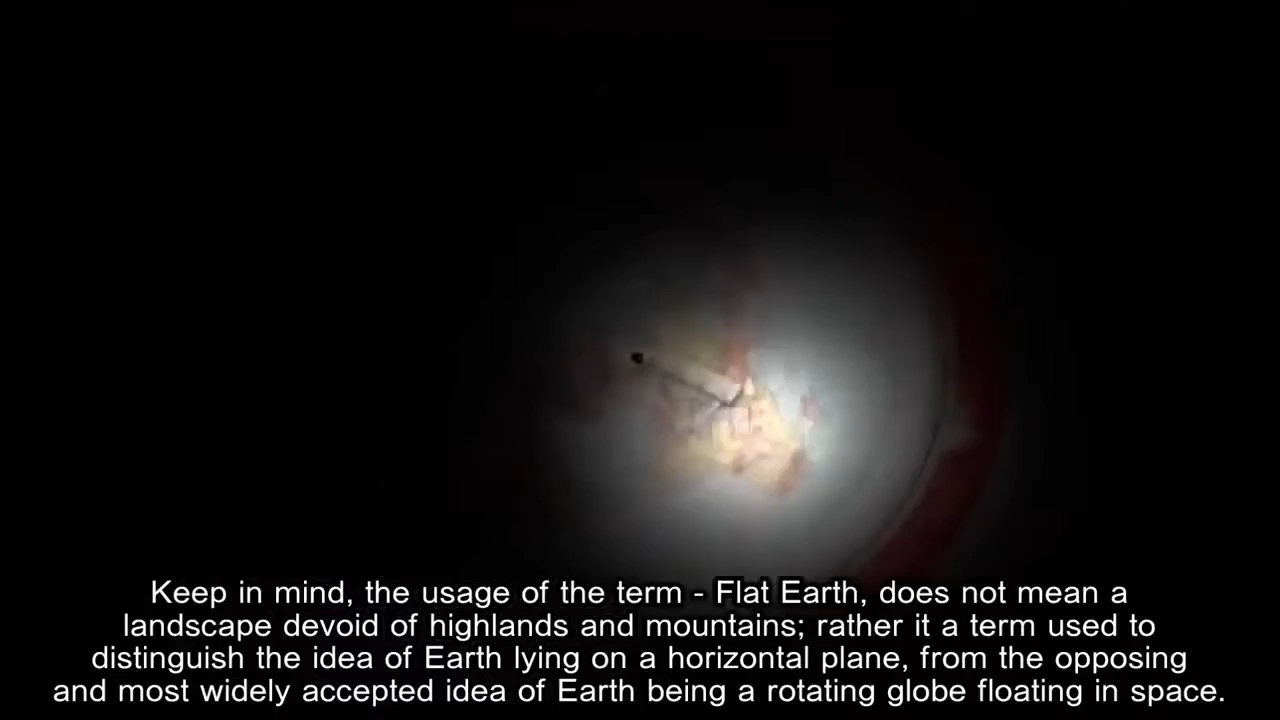 Keep in mind, the usage of the term - Flat Earth, does not mean a
landscape devoid of highlands and mountains; rather it a term used to
distinguish the idea of Earth lying on a horizontal plane, from the opposing
and most widely accepted idea of Earth being a rotating globe floating in space.